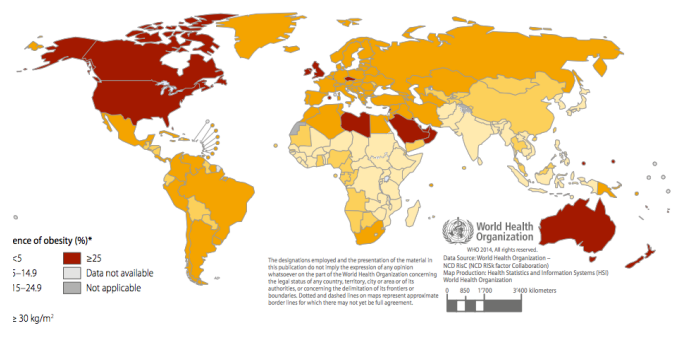 ence of obesity (%)*
<5
5–14.9
15–24.9
≥25
Data not available
Not applicable
≥ 30 kg/m²
The designations employed and the presentation of the material in
this publication do not imply the expression of any opinion
whatsoever on the part of the World Health Organization concerning
the legal status of any country, territory, city or area or of its
authorities, or concerning the delimitation of its frontiers or
boundaries. Dotted and dashed lines on maps represent approximate
border lines for which there may not yet be full agreement.
World Health
Organization
WHO 2014, All rights reserved.
Data Source: World Health Organization –
NCD RisC (NCD RISk factor Collaboration)
Map Production: Health Statistics and Information Systems (HSI)
World Health Organization
0 850 1'700 3'400 kilometers